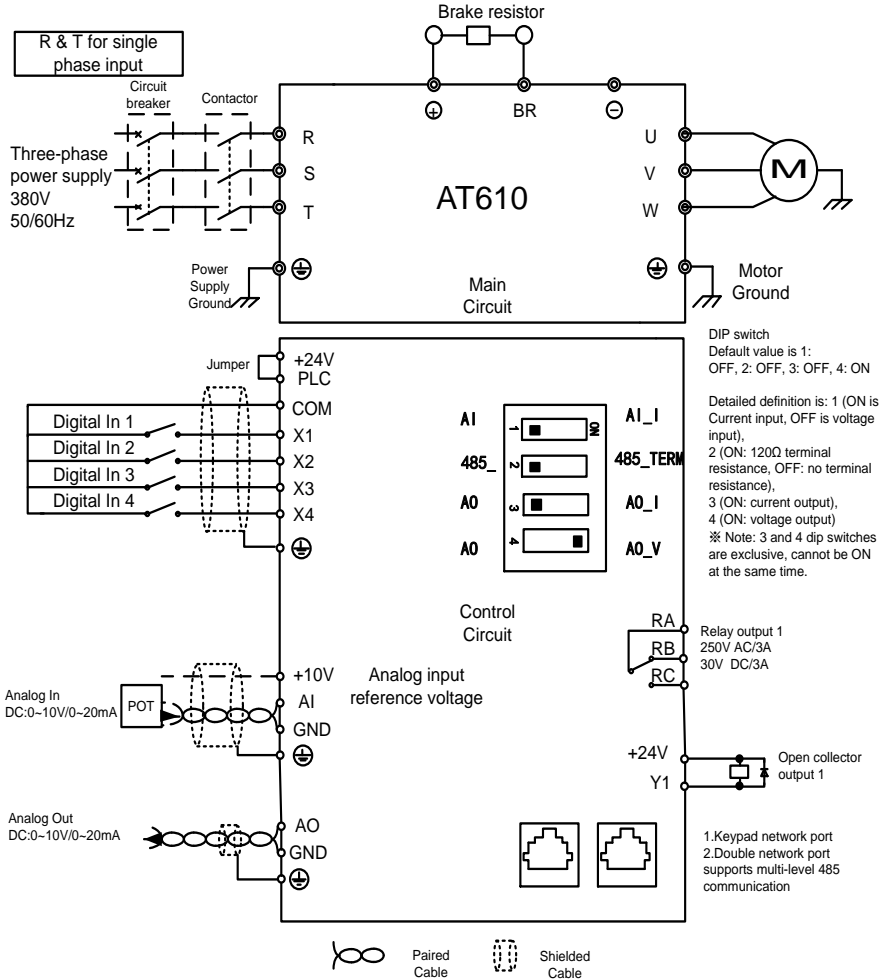 Brake resistor
R & T for single
phase input
Circuit
breaker
Contactor
BR
R
S
T
U
V
W
M
Three-phase
power supply
380V
50/60Hz
AT610
Power
Supply
Ground
Main
Circuit
Motor
Ground
DIP switch
Default value is 1:
OFF, 2: OFF, 3: OFF, 4: ON
Detailed definition is: 1 (ON is
Current input, OFF is voltage
input),
2 (ON: 120Ω terminal
resistance, OFF: no terminal
resistance),
3 (ON: current output),
4 (ON: voltage output)
※ Note: 3 and 4 dip switches
are exclusive, cannot be ON
at the same time.
Jumper
+24V
PLC
COM
X1
X2
X3
X4
Digital In 1
Digital In 2
Digital In 3
Digital In 4
AI
1
ON
AI_I
485_
2
485_TERM
AO
3
AO_I
AO
4
AO_V
Control
Circuit
RA
RB
RC
Relay output 1
250V AC/3A
30V DC/3A
+10V
AI
GND
Analog input
reference voltage
Analog In
DC:0~10V/0~20mA
POT
+24V
Y1
Open collector
output 1
Analog Out
DC:0~10V/0~20mA
AO
GND
1.Keypad network port
2.Double network port
supports multi-level 485
communication
Paired
Cable
Shielded
Cable